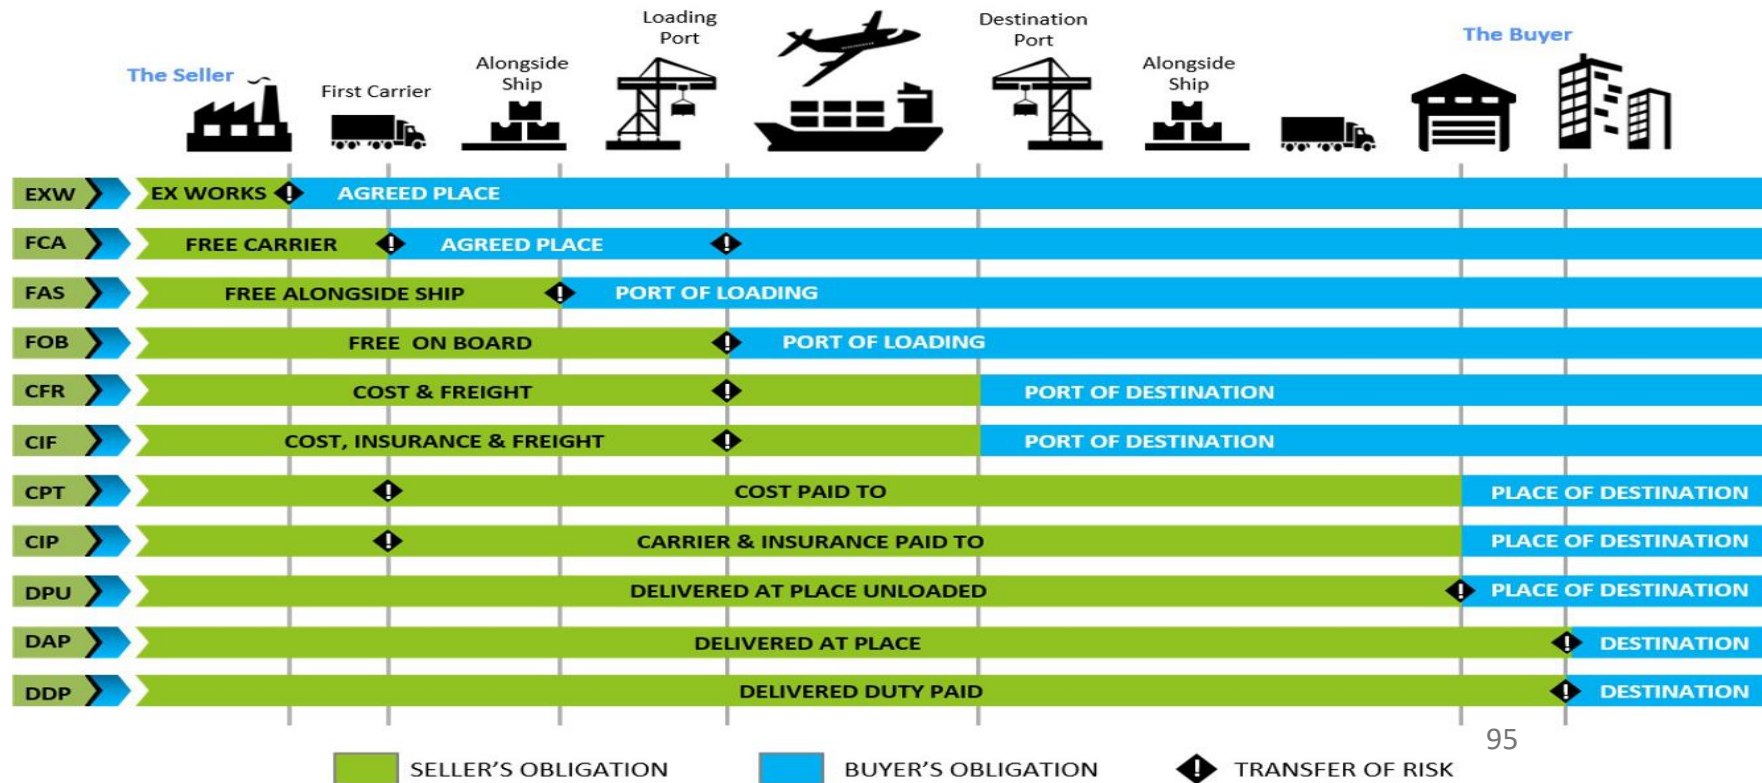 The Seller
First Carrier
Alongside
Ship
Loading
Port
Destination
Port
Alongside
Ship
The Buyer
EXW EX WORKS ! AGREED PLACE
FCA FREE CARRIER ! AGREED PLACE !
FAS FREE ALONGSIDE SHIP ! PORT OF LOADING
FOB FREE ON BOARD ! PORT OF LOADING
CFR COST & FREIGHT ! PORT OF DESTINATION
CIF COST, INSURANCE & FREIGHT ! PORT OF DESTINATION
CPT ! COST PAID TO PLACE OF DESTINATION
CIP ! CARRIER & INSURANCE PAID TO PLACE OF DESTINATION
DPU DELIVERED AT PLACE UNLOADED ! PLACE OF DESTINATION
DAP DELIVERED AT PLACE ! DESTINATION
DDP DELIVERED DUTY PAID ! DESTINATION
95
SELLER'S OBLIGATION BUYER'S OBLIGATION ! TRANSFER OF RISK